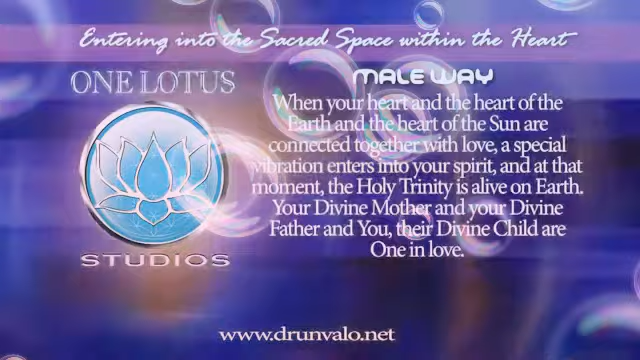 Entering into the Sacred Space within the Heart
ONE LOTUS
STUDIOS
MALE WAY
When your heart and the heart of the
Earth and the heart of the Sun are
connected together with love, a special
vibration enters into your spirit, and at that
moment, the Holy Trinity is alive on Earth.
Your Divine Mother and your Divine
Father and You, their Divine Child are
One in love.
www.drunvalo.net